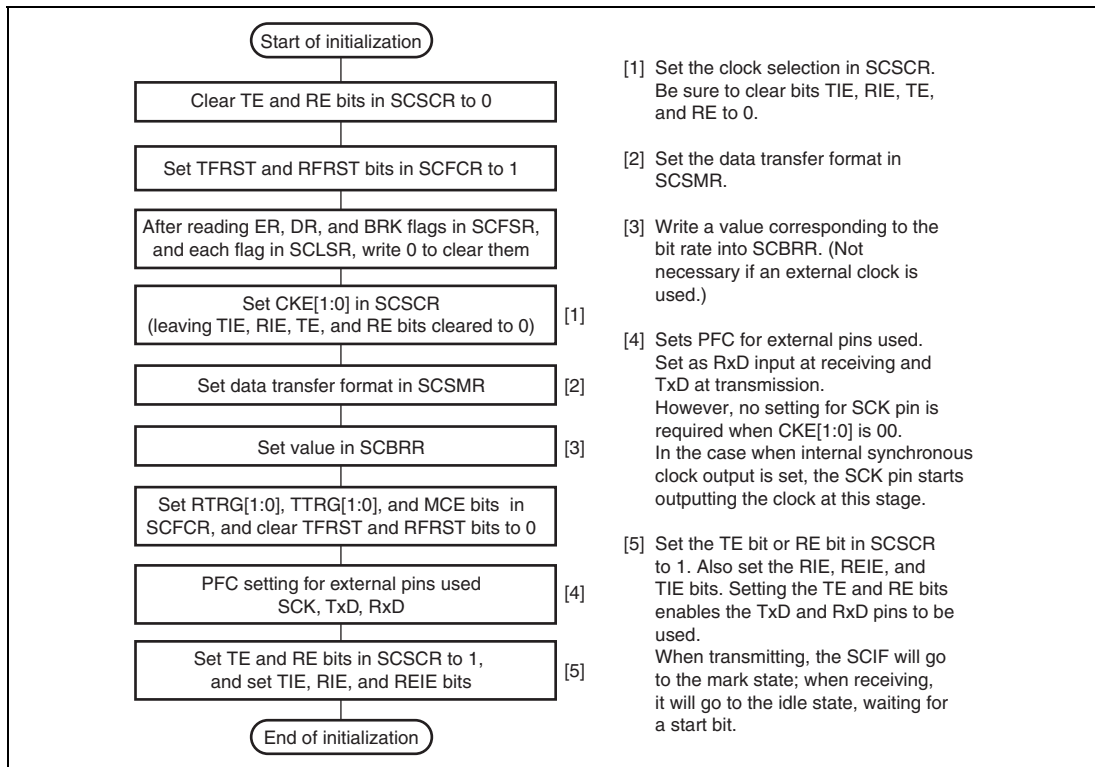 Start of initialization
Clear TE and RE bits in SCSCR to 0
Set TFRST and RFRST bits in SCFCR to 1
After reading ER, DR, and BRK flags in SCFSR,
and each flag in SCLSR, write 0 to clear them
Set CKE[1:0] in SCSCR
(leaving TIE, RIE, TE, and RE bits cleared to 0)
[1]
Set data transfer format in SCSMR
[2]
Set value in SCBRR
[3]
Set RTRG[1:0], TTRG[1:0], and MCE bits in
SCFCR, and clear TFRST and RFRST bits to 0
PFC setting for external pins used
SCK, TxD, RxD
[4]
Set TE and RE bits in SCSCR to 1,
and set TIE, RIE, and REIE bits
[5]
End of initialization
[1] Set the clock selection in SCSCR.
Be sure to clear bits TIE, RIE, TE,
and RE to 0.
[2] Set the data transfer format in
SCSMR.
[3] Write a value corresponding to the
bit rate into SCBRR. (Not
necessary if an external clock is
used.)
[4] Sets PFC for external pins used.
Set as RxD input at receiving and
TxD at transmission.
However, no setting for SCK pin is
required when CKE[1:0] is 00.
In the case when internal synchronous
clock output is set, the SCK pin starts
outputting the clock at this stage.
[5] Set the TE bit or RE bit in SCSCR
to 1. Also set the RIE, REIE, and
TIE bits. Setting the TE and RE bits
enables the TxD and RxD pins to be
used.
When transmitting, the SCIF will go
to the mark state; when receiving,
it will go to the idle state, waiting for
a start bit.